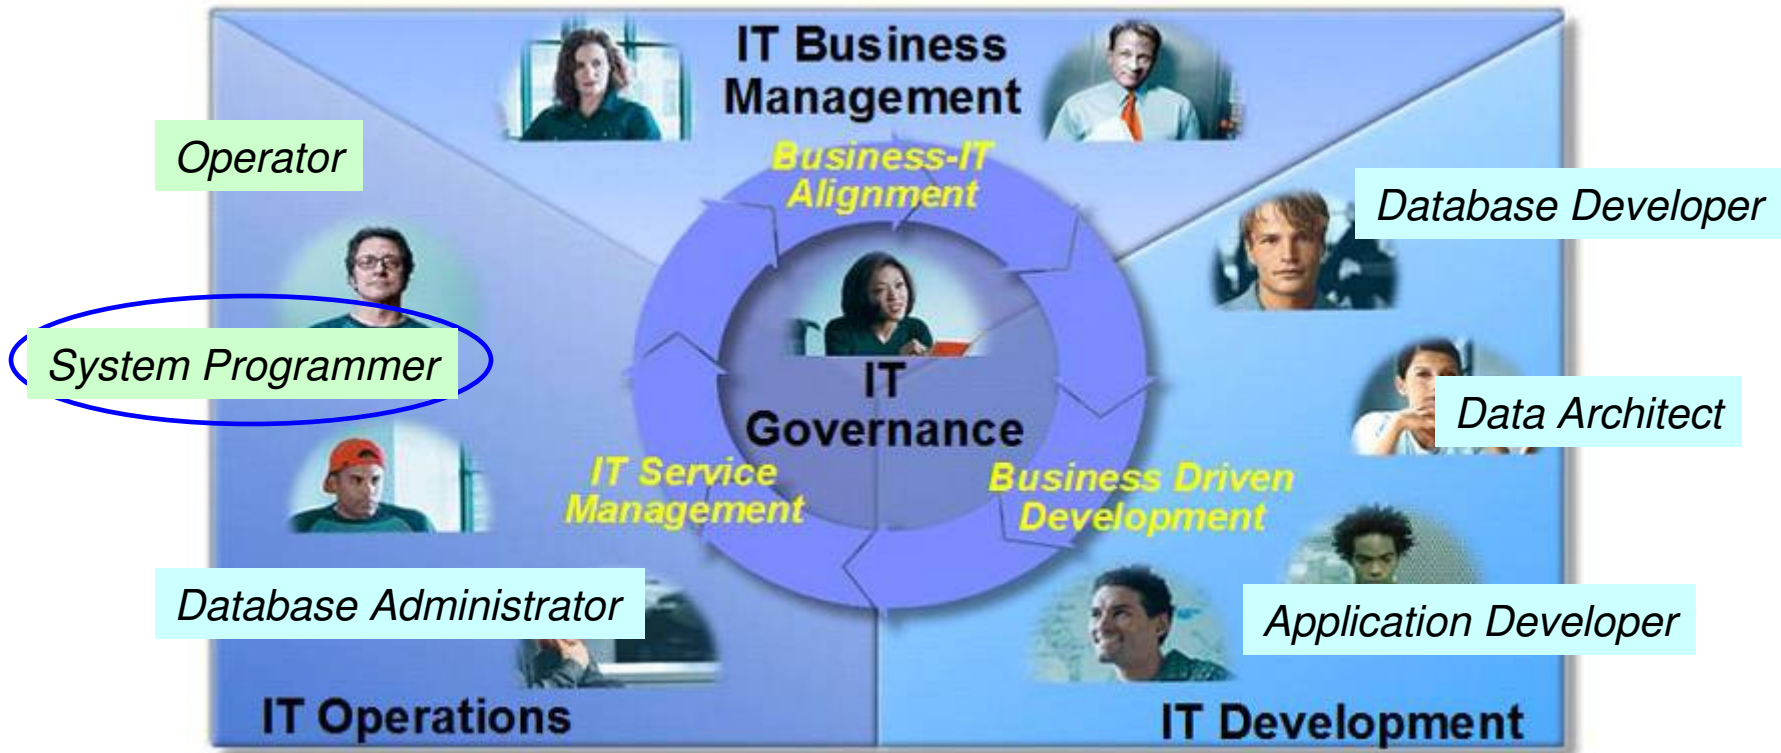 IT Business
Management
Business-IT
Alignment
Operator
Database Developer
System Programmer
IT
Governance
Data Architect
IT Service
Management
Business Driven
Development
Database Administrator
Application Developer
IT Operations
IT Development